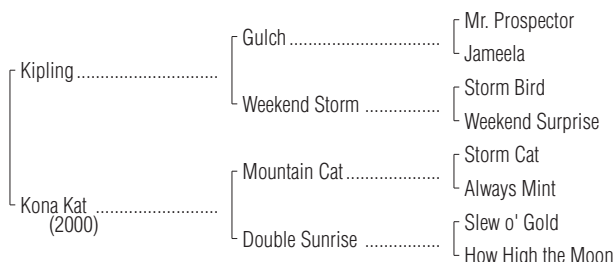 Mr. Prospector
Gulch
Jameela
Kipling
Storm Bird
Weekend Storm
Weekend Surprise
Storm Cat
Mountain Cat
Always Mint
Kona Kat
(2000)
Slew o' Gold
Double Sunrise
How High the Moon